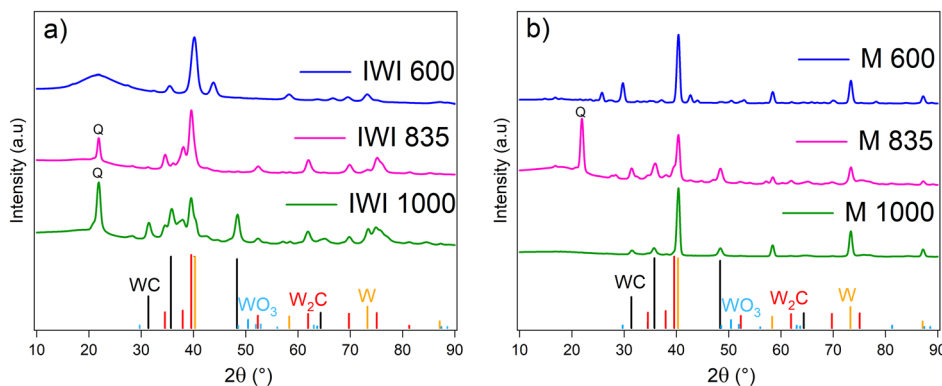 a)
IWI 600
Q
IWI 835
Q
IWI 1000
WC
WO₃
W₂C
W
Intensity (a.u)
10 20 30 40 50 60 70 80 90
2θ (°)
b)
M 600
Q
M 835
M 1000
WC
WO₃
W₂C
W
Intensity (a.u)
10 20 30 40 50 60 70 80 90
2θ (°)